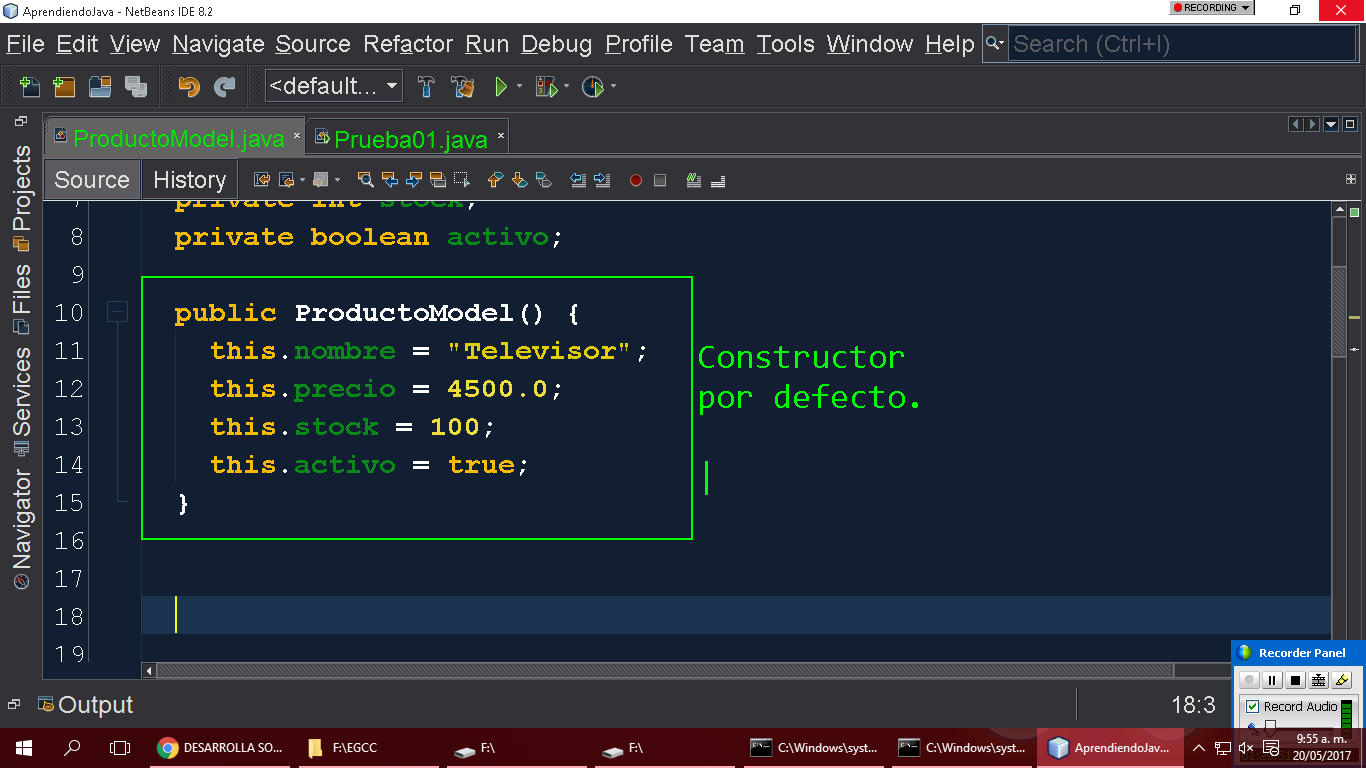 AprendiendoJava - NetBeans IDE 8.2
RECORDING
File Edit View Navigate Source Refactor Run Debug Profile Team Tools Window Help Search (Ctrl+I)
<default...
ProductoModel.java Prueba01.java
Source History
Projects
Files
Services
Navigator
7 private int stock;
8 private boolean activo;
9
10 public ProductoModel() {
11 this.nombre = "Televisor";
12 this.precio = 4500.0;
13 this.stock = 100;
14 this.activo = true;
15 }
16
17
18
19
Constructor
por defecto.
Output
18:3
Recorder Panel
Record Audio
DESARROLLA SO... F:\EGCC F:\ F:\ C:\Windows\syst... C:\Windows\syst... AprendiendoJav...
9:55 a. m.
20/05/2017